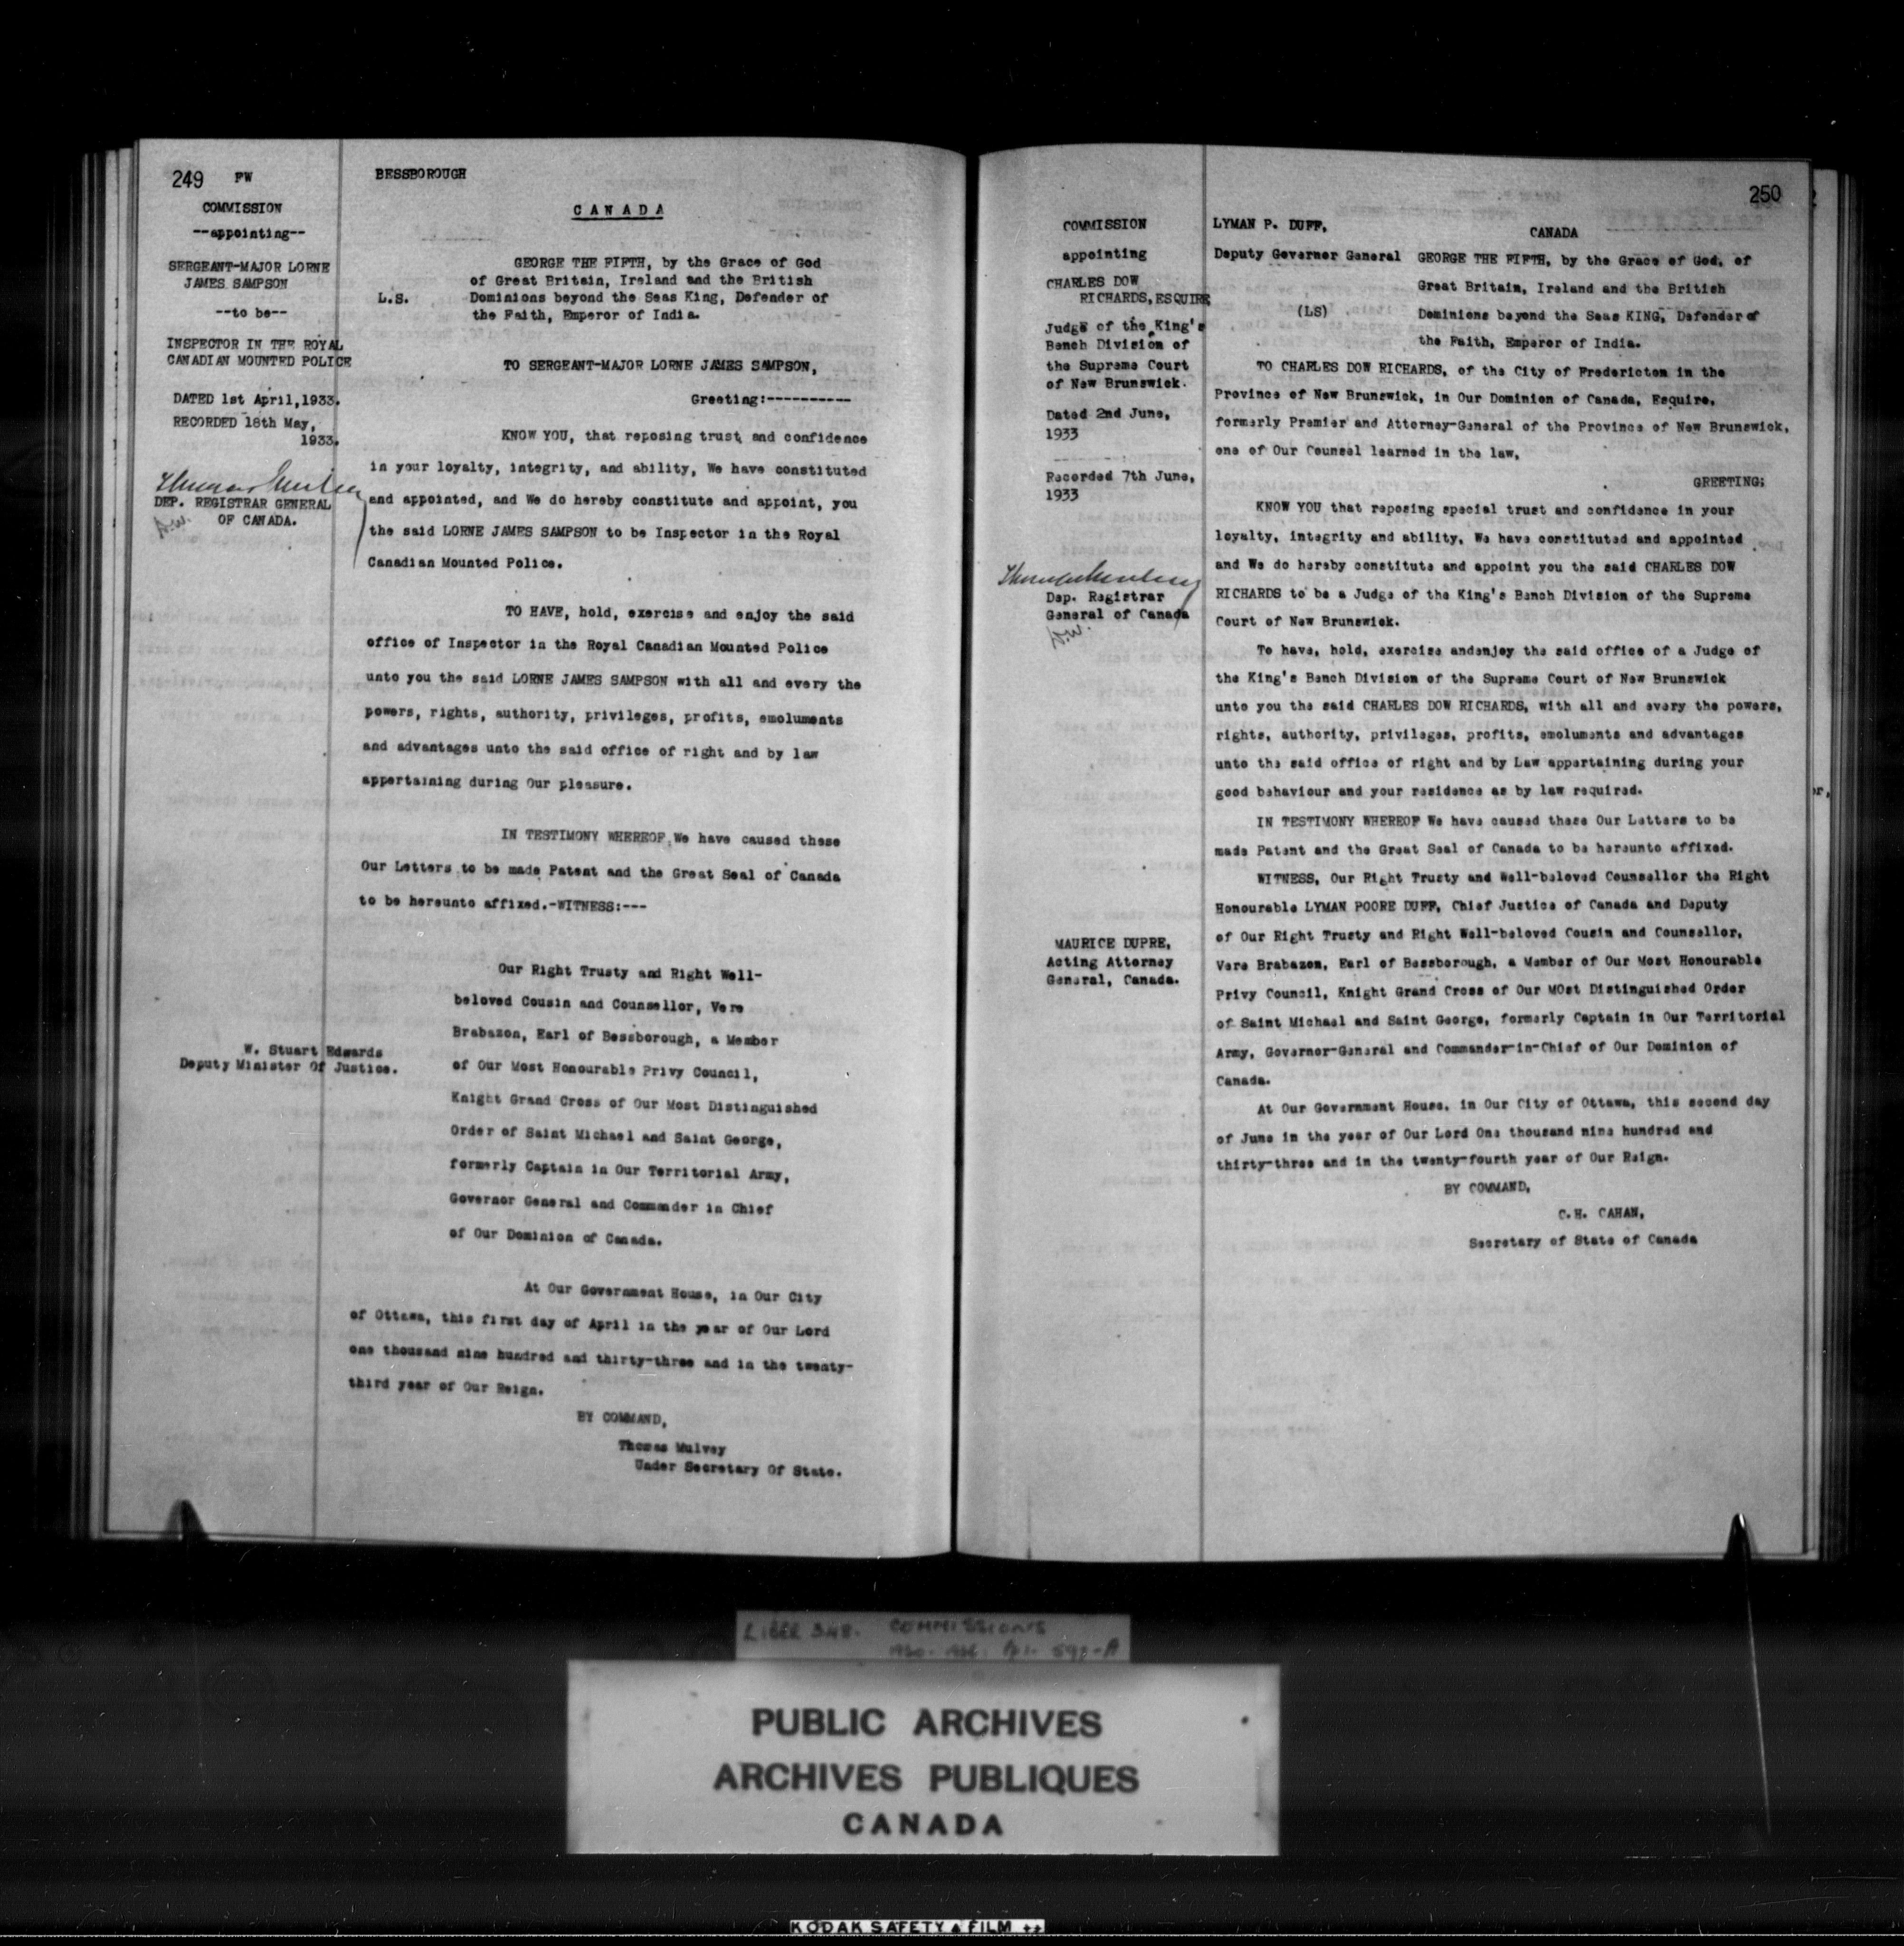 249 PW
COMMISSION
--appointing--
SERGEANT-MAJOR LORNE
JAMES SAMPSON
--to be--
INSPECTOR IN THE ROYAL
CANADIAN MOUNTED POLICE
DATED 1st April,1933.
RECORDED 18th May,
1933.
DEP. REGISTRAR GENERAL
OF CANADA.
W. Stuart Edwards
Deputy Minister Of Justice.
BESSBOROUGH
CANADA
L.S.
GEORGE THE FIFTH, by the Grace of God
of Great Britain, Ireland and the British
Dominions beyond the Seas King, Defender of
the Faith, Emperor of India.
TO SERGEANT-MAJOR LORNE JAMES SAMPSON,
Greeting:----------
KNOW YOU, that reposing trust and confidence
in your loyalty, integrity, and ability, We have constituted
and appointed, and We do hereby constitute and appoint, you
the said LORNE JAMES SAMPSON to be Inspector in the Royal
Canadian Mounted Police.
TO HAVE, hold, exercise and enjoy the said
office of Inspector in the Royal Canadian Mounted Police
unto you the said LORNE JAMES SAMPSON with all and every the
powers, rights, authority, privileges, profits, emoluments
and advantages unto the said office of right and by law
appertaining during Our pleasure.
IN TESTIMONY WHEREOF We have caused these
Our Letters to be made Patent and the Great Seal of Canada
to be hereunto affixed.-WITNESS:---
Our Right Trusty and Right Well-
beloved Cousin and Counsellor, Vere
Brabazon, Earl of Bessborough, a Member
of Our Most Honourable Privy Council,
Knight Grand Cross of Our Most Distinguished
Order of Saint Michael and Saint George,
formerly Captain in Our Territorial Army,
Governor General and Commander in Chief
of Our Dominion of Canada.
At Our Government House, in Our City
of Ottawa, this first day of April in the year of Our Lord
one thousand nine hundred and thirty-three and in the twenty-
third year of Our Reign.
BY COMMAND,
Thomas Mulvey
Under Secretary Of State.
250
COMMISSION
appointing
CHARLES DOW
RICHARDS, ESQUIRE
Judge of the King's
Bench Division of
the Supreme Court
of New Brunswick.
Dated 2nd June,
1933
Recorded 7th June,
1933
Dep. Registrar
General of Canada
MAURICE DUPRE,
Acting Attorney
General, Canada.
LYMAN P. DUFF,
Deputy Governor General
(LS)
CANADA
GEORGE THE FIFTH, by the Grace of God, of
Great Britain, Ireland and the British
Dominions beyond the Seas KING, Defender of
the Faith, Emperor of India.
TO CHARLES DOW RICHARDS, of the City of Fredericton in the
Province of New Brunswick, in Our Dominion of Canada, Esquire,
formerly Premier and Attorney-General of the Province of New Brunswick,
one of Our Counsel learned in the law,
GREETING;
KNOW YOU that reposing special trust and confidence in your
loyalty, integrity and ability, We have constituted and appointed
and We do hereby constitute and appoint you the said CHARLES DOW
RICHARDS to be a Judge of the King's Bench Division of the Supreme
Court of New Brunswick.
To have, hold, exercise andenjoy the said office of a Judge of
the King's Bench Division of the Supreme Court of New Brunswick
unto you the said CHARLES DOW RICHARDS, with all and every the powers,
rights, authority, privileges, profits, emoluments and advantages
unto the said office of right and by Law appertaining during your
good behaviour and your residence as by law required.
IN TESTIMONY WHEREOF We have caused these Our Letters to be
made Patent and the Great Seal of Canada to be hereunto affixed.
WITNESS, Our Right Trusty and Well-beloved Counsellor the Right
Honourable LYMAN POORE DUFF, Chief Justice of Canada and Deputy
of Our Right Trusty and Right Well-beloved Cousin and Counsellor,
Vere Brabazon, Earl of Bessborough, a Member of Our Most Honourable
Privy Council, Knight Grand Cross of Our MOst Distinguished Order
of Saint Michael and Saint George, formerly Captain in Our Territorial
Army, Governor-General and Commander-in-Chief of Our Dominion of
Canada.
At Our Government House, in Our City of Ottawa, this second day
of June in the year of Our Lord One thousand nine hundred and
thirty-three and in the twenty-fourth year of Our Reign.
BY COMMAND,
C.H. CAHAN,
Secretary of State of Canada
LIBER COMMISSIONS
PUBLIC ARCHIVES
ARCHIVES PUBLIQUES
CANADA
KODAK SAFETY FILM